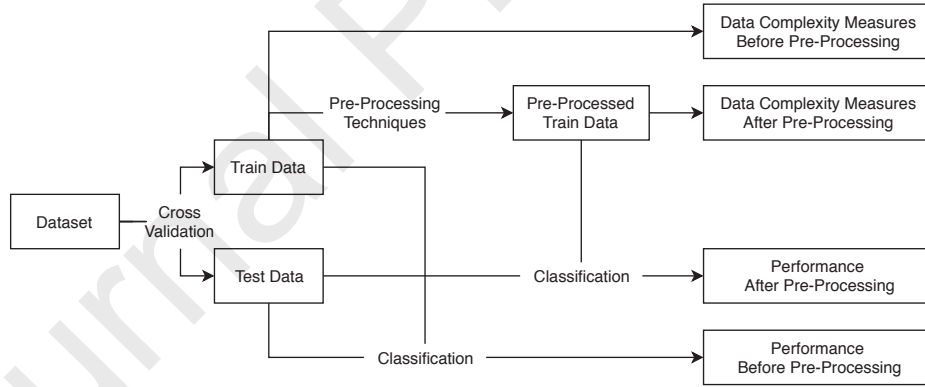 Data Complexity Measures
Before Pre-Processing
Pre-Processing
Techniques
Pre-Processed
Train Data
Data Complexity Measures
After Pre-Processing
Train Data
Dataset
Cross
Validation
Test Data
Classification
Performance
After Pre-Processing
Classification
Performance
Before Pre-Processing
urnal P